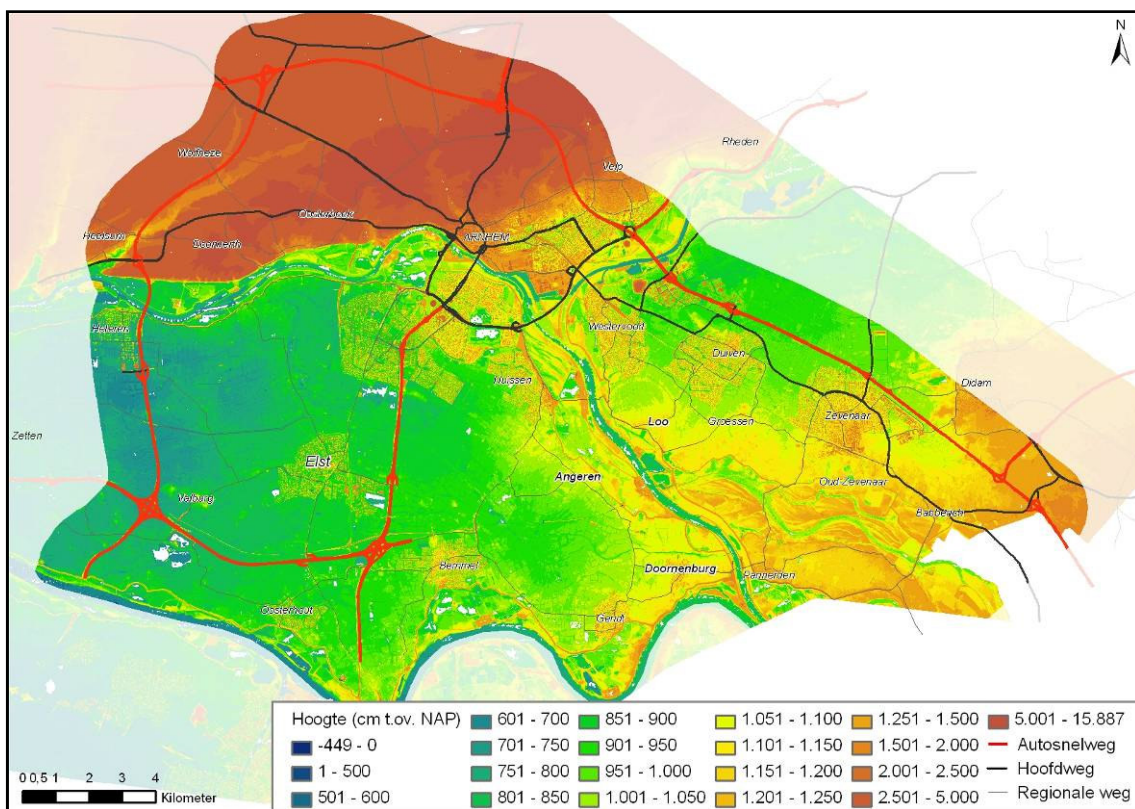 N
Rheden
Velp
Wolfheze
Oosterbeek
ARNHEM
Heelsum
Doorwerth
Heteren
Westervoort
Duiven
Huissen
Didam
Zetten
Loo
Groessen
Zevenaar
Elst
Angeren
Oud-Zevenaar
Valburg
Babberich
Bemmel
Doornenburg
Pannerden
Oosterhout
Gendt
Hoogte (cm t.ov. NAP)
-449 - 0
1 - 500
501 - 600
601 - 700
701 - 750
751 - 800
801 - 850
851 - 900
901 - 950
951 - 1.000
1.001 - 1.050
1.051 - 1.100
1.101 - 1.150
1.151 - 1.200
1.201 - 1.250
1.251 - 1.500
1.501 - 2.000
2.001 - 2.500
2.501 - 5.000
5.001 - 15.887
Autosnelweg
Hoofdweg
Regionale weg
0 0,5 1 2 3 4
Kilometer